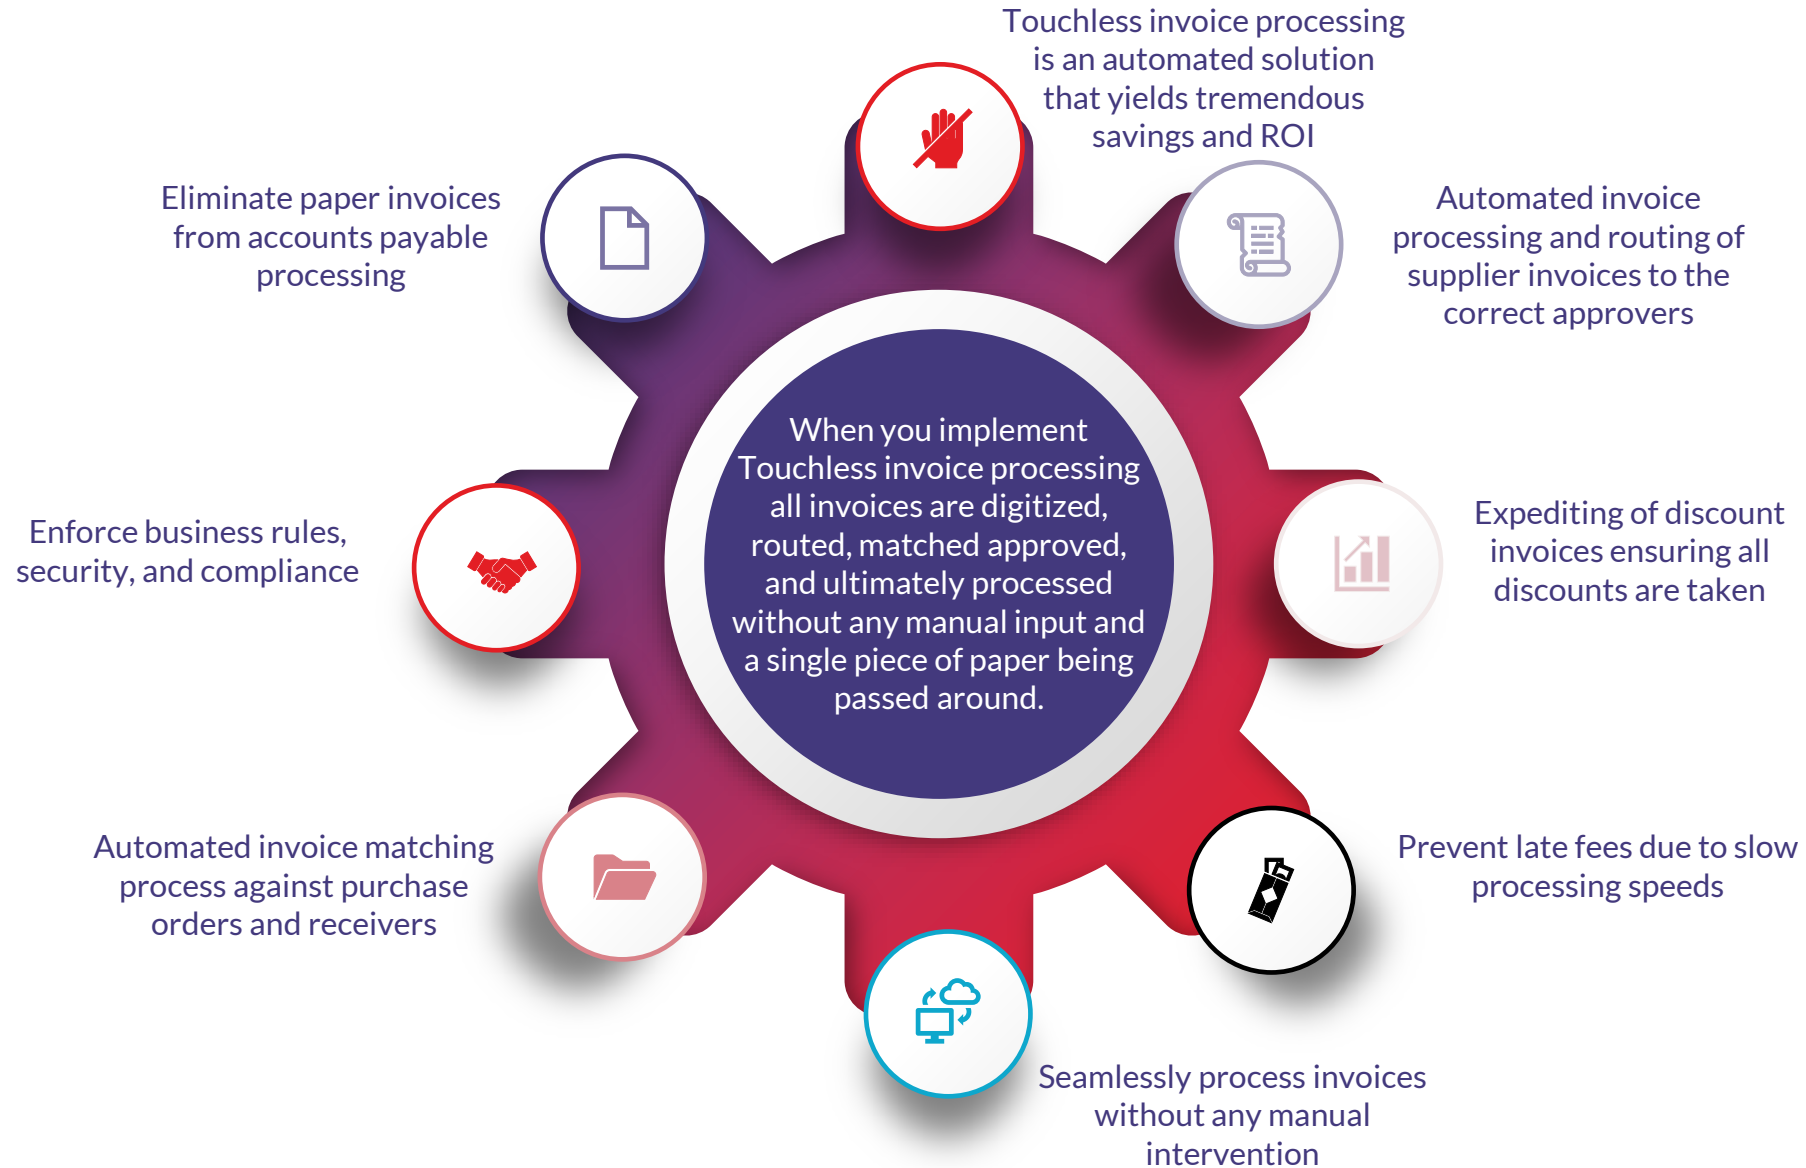 Touchless invoice processing
is an automated solution
that yields tremendous
savings and ROI
Automated invoice
processing and routing of
supplier invoices to the
correct approvers
Expediting of discount
invoices ensuring all
discounts are taken
Prevent late fees due to slow
processing speeds
Seamlessly process invoices
without any manual
intervention
Automated invoice matching
process against purchase
orders and receivers
Enforce business rules,
security, and compliance
Eliminate paper invoices
from accounts payable
processing
When you implement
Touchless invoice processing
all invoices are digitized,
routed, matched approved,
and ultimately processed
without any manual input and
a single piece of paper being
passed around.